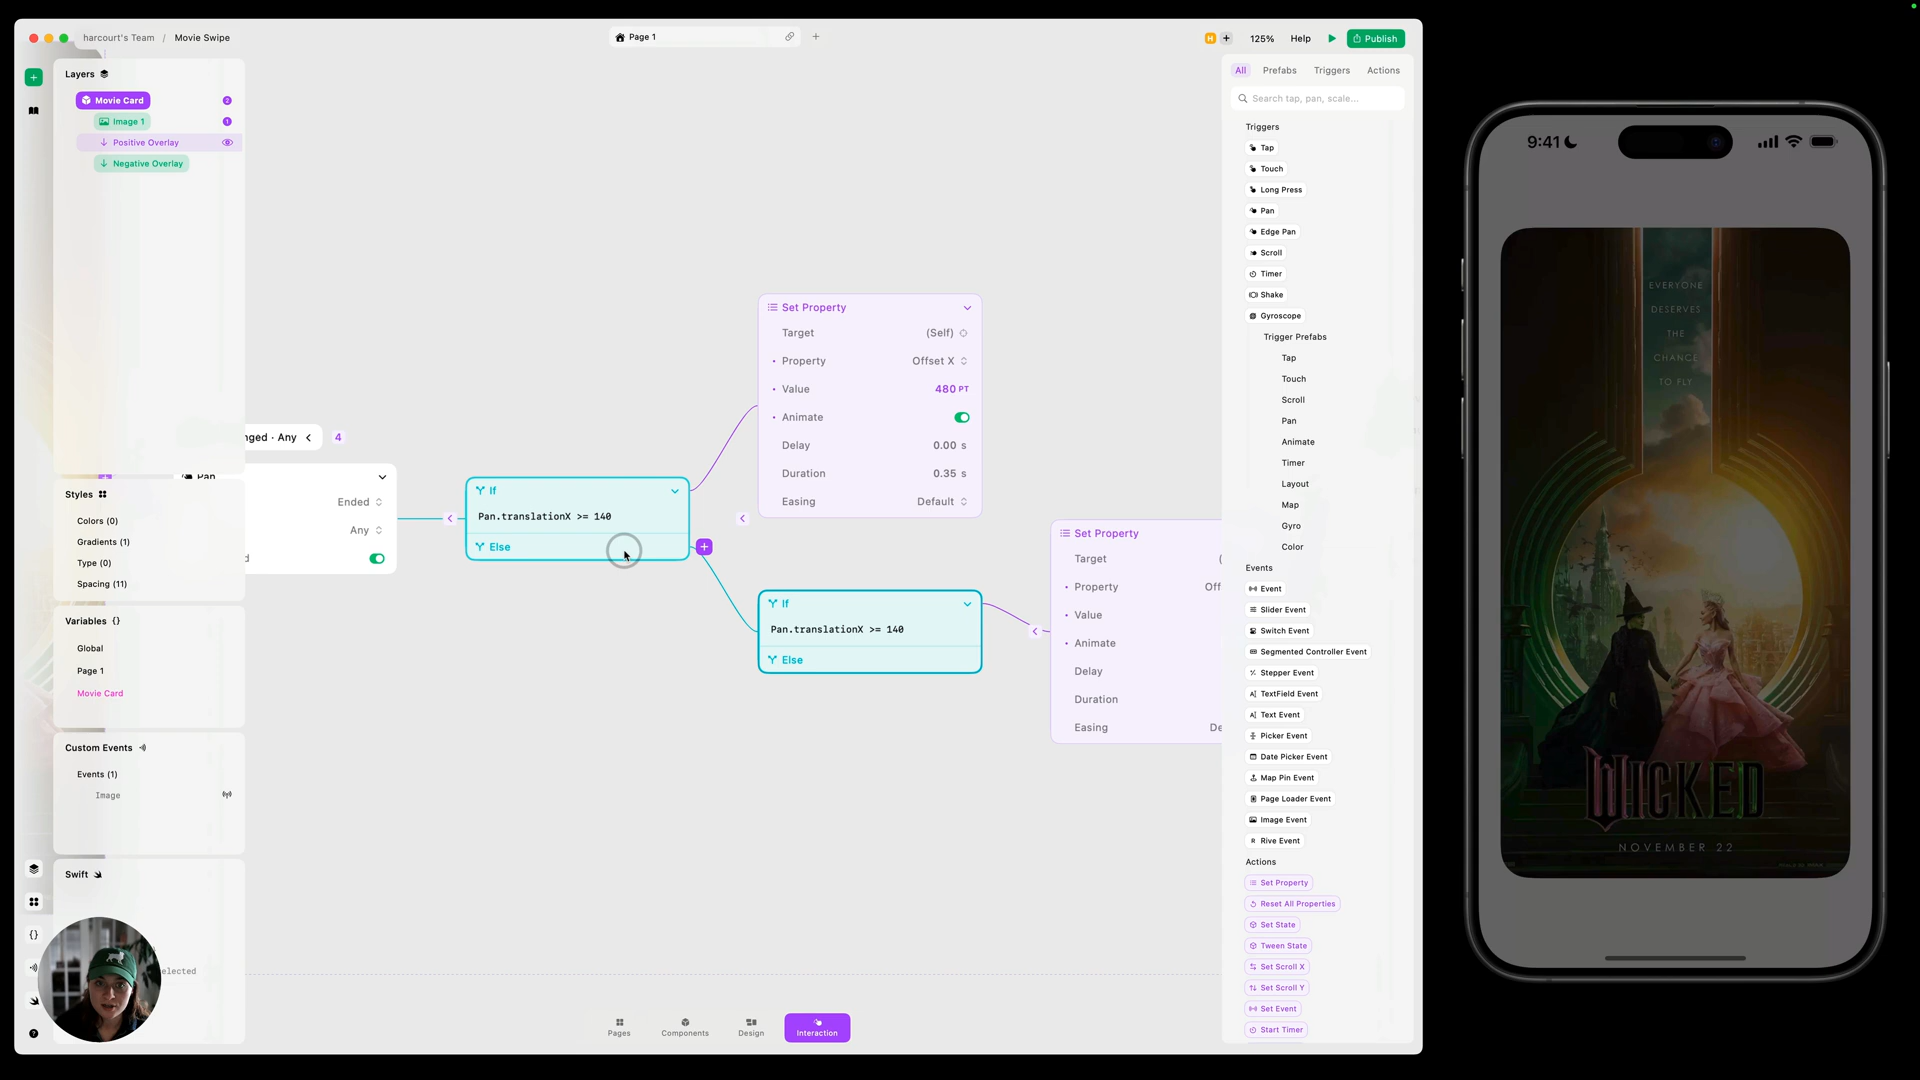 harcourt's Team / Movie Swipe
Page 1
H
125%
Help
Publish
Layers
Movie Card
2
Image 1
1
Positive Overlay
Negative Overlay
Styles
Colors (0)
Gradients (1)
Type (0)
Spacing (11)
Variables {}
Global
Page 1
Movie Card
Custom Events
Events (1)
Image
Swift
elected
nged · Any
4
Pan
Ended
Any
d
If
Pan.translationX >= 140
Else
Set Property
Target (Self)
Property Offset X
Value 480 PT
Animate
Delay 0.00 s
Duration 0.35 s
Easing Default
If
Pan.translationX >= 140
Else
Set Property
Target (
Property Off
Value
Animate
Delay
Duration
Easing De
Pages
Components
Design
Interaction
All
Prefabs
Triggers
Actions
Search tap, pan, scale...
Triggers
Tap
Touch
Long Press
Pan
Edge Pan
Scroll
Timer
Shake
Gyroscope
Trigger Prefabs
Tap
Touch
Scroll
Pan
Animate
Timer
Layout
Map
Gyro
Color
Events
Event
Slider Event
Switch Event
Segmented Controller Event
Stepper Event
TextField Event
Text Event
Picker Event
Date Picker Event
Map Pin Event
Page Loader Event
Image Event
Rive Event
Actions
Set Property
Reset All Properties
Set State
Tween State
Set Scroll X
Set Scroll Y
Set Event
Start Timer
9:41
EVERYONE
DESERVES
THE
CHANCE
TO FLY
WICKED
NOVEMBER 22